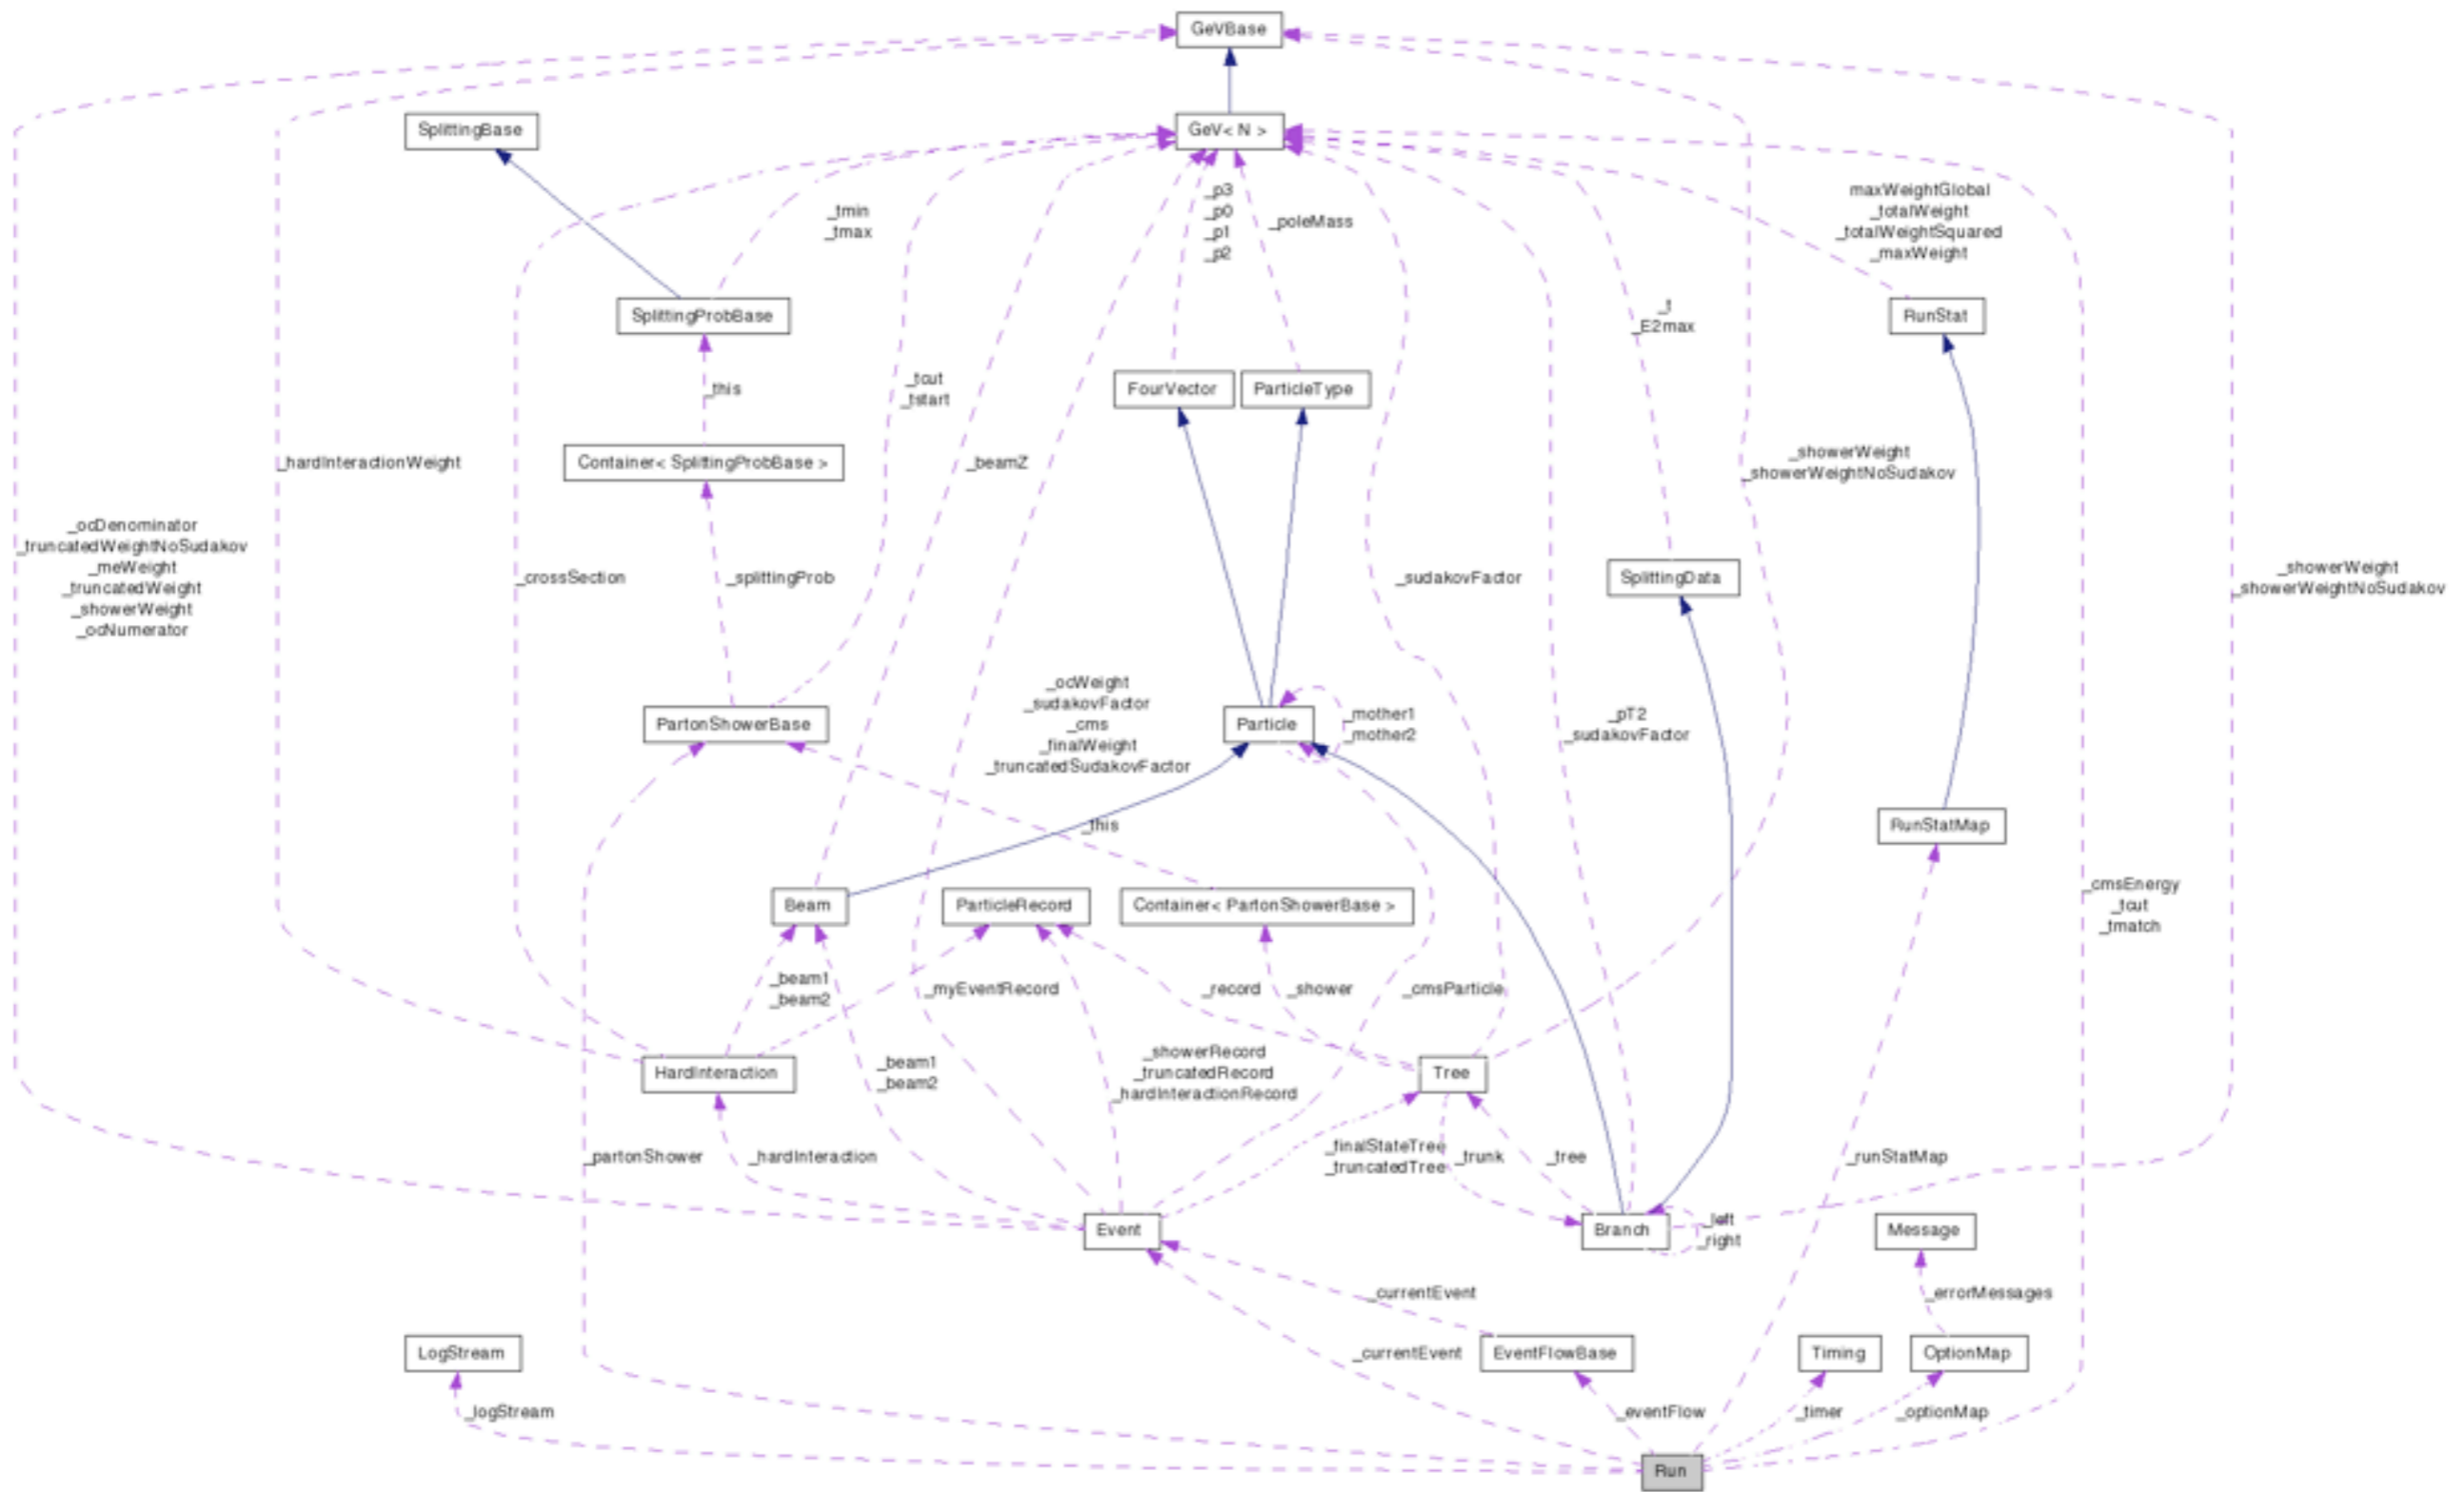 GeVBase
SplittingBase
GeV< N >
_p3
_p0
_p1
_p2
_poleMass
_tmin
_tmax
maxWeightGlobal
_totalWeight
_totalWeightSquared
_maxWeight
SplittingProbBase
_t
_E2max
RunStat
_this
_tcut
_tstart
FourVector
ParticleType
_hardInteractionWeight
Container< SplittingProbBase >
_beamZ
_showerWeight
_showerWeightNoSudakov
_ocDenominator
_truncatedWeightNoSudakov
_meWeight
_truncatedWeight
_showerWeight
_ocNumerator
_crossSection
_splittingProb
_sudakovFactor
SplittingData
_showerWeight
_showerWeightNoSudakov
PartonShowerBase
_ocWeight
_sudakovFactor
_cms
_finalWeight
_truncatedSudakovFactor
Particle
_mother1
_mother2
_pT2
_sudakovFactor
_this
RunStatMap
Beam
ParticleRecord
Container< PartonShowerBase >
_cmsEnergy
_tcut
_tmatch
_beam1
_beam2
_myEventRecord
_record
_shower
_cmsParticle
HardInteraction
_beam1
_beam2
_showerRecord
_truncatedRecord
_hardInteractionRecord
Tree
_partonShower
_hardInteraction
_finalStateTree
_truncatedTree
_trunk
_tree
_runStatMap
Event
Branch
_left
_right
Message
_currentEvent
_errorMessages
LogStream
_currentEvent
EventFlowBase
Timing
OptionMap
_logStream
_eventFlow
_timer
_optionMap
Run